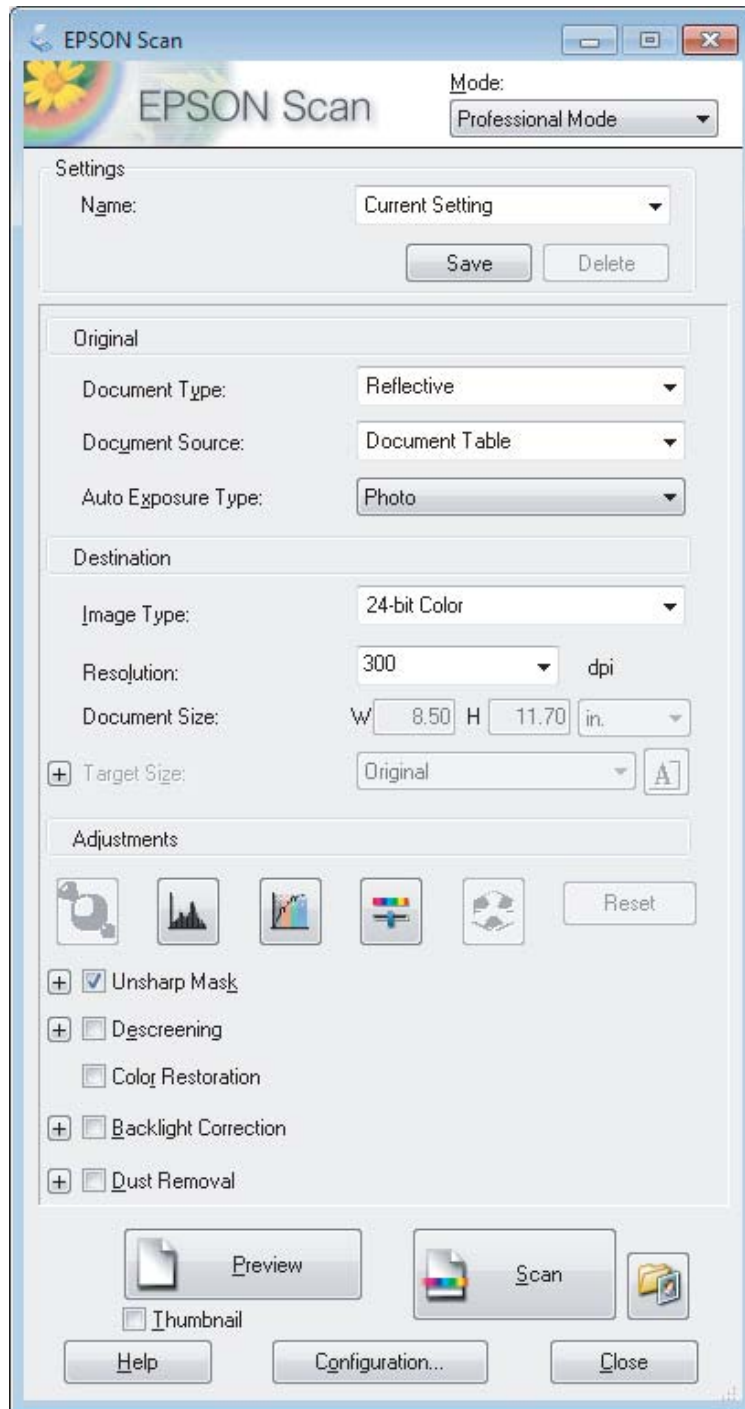 EPSON Scan
EPSON Scan
Mode:
Professional Mode
Settings
Name:
Current Setting
Save
Delete
Original
Document Type:
Reflective
Document Source:
Document Table
Auto Exposure Type:
Photo
Destination
Image Type:
24-bit Color
Resolution:
300
dpi
Document Size:
W 8.50 H 11.70 in.
Target Size:
Original
A
Adjustments
Reset
Unsharp Mask
Descreening
Color Restoration
Backlight Correction
Dust Removal
Preview
Scan
Thumbnail
Help
Configuration...
Close